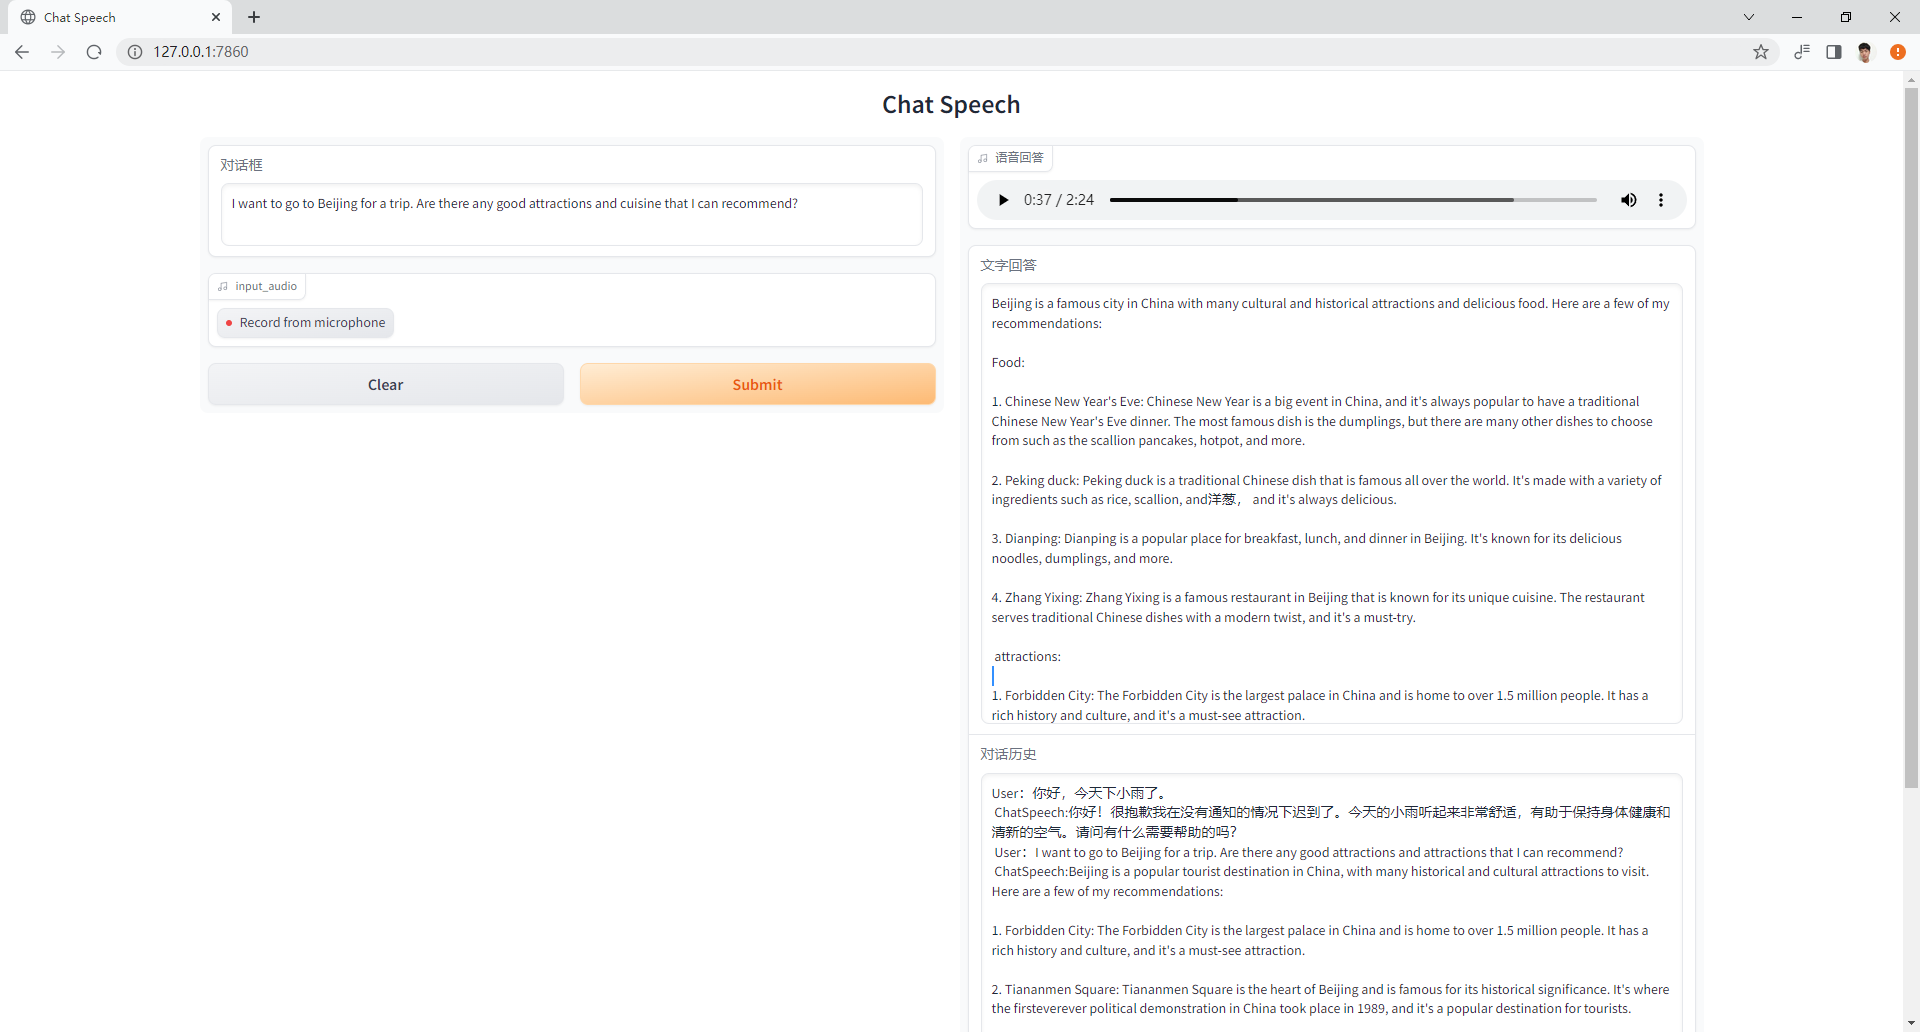 Chat Speech
127.0.0.1:7860
Chat Speech
对话框
I want to go to Beijing for a trip. Are there any good attractions and cuisine that I can recommend?
input_audio
Record from microphone
Clear
Submit
语音回答
0:37 / 2:24
文字回答
Beijing is a famous city in China with many cultural and historical attractions and delicious food. Here are a few of my
recommendations:
Food:
1. Chinese New Year's Eve: Chinese New Year is a big event in China, and it's always popular to have a traditional
Chinese New Year's Eve dinner. The most famous dish is the dumplings, but there are many other dishes to choose
from such as the scallion pancakes, hotpot, and more.
2. Peking duck: Peking duck is a traditional Chinese dish that is famous all over the world. It's made with a variety of
ingredients such as rice, scallion, and洋葱， and it's always delicious.
3. Dianping: Dianping is a popular place for breakfast, lunch, and dinner in Beijing. It's known for its delicious
noodles, dumplings, and more.
4. Zhang Yixing: Zhang Yixing is a famous restaurant in Beijing that is known for its unique cuisine. The restaurant
serves traditional Chinese dishes with a modern twist, and it's a must-try.
attractions:
1. Forbidden City: The Forbidden City is the largest palace in China and is home to over 1.5 million people. It has a
rich history and culture, and it's a must-see attraction.
对话历史
User：你好，今天下小雨了。
ChatSpeech:你好！很抱歉我在没有通知的情况下迟到了。今天的小雨听起来非常舒适，有助于保持身体健康和
清新的空气。请问有什么需要帮助的吗？
User：I want to go to Beijing for a trip. Are there any good attractions and attractions that I can recommend?
ChatSpeech:Beijing is a popular tourist destination in China, with many historical and cultural attractions to visit.
Here are a few of my recommendations:
1. Forbidden City: The Forbidden City is the largest palace in China and is home to over 1.5 million people. It has a
rich history and culture, and it's a must-see attraction.
2. Tiananmen Square: Tiananmen Square is the heart of Beijing and is famous for its historical significance. It's where
the firsteverever political demonstration in China took place in 1989, and it's a popular destination for tourists.